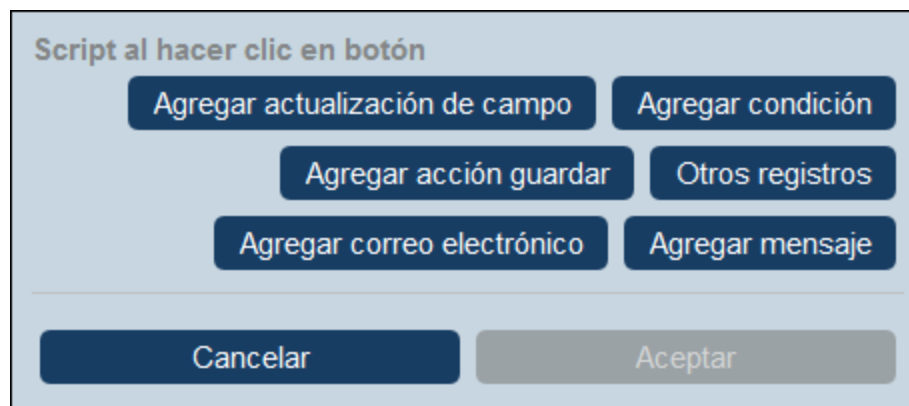 Script al hacer clic en botón
Agregar actualización de campo Agregar condición
Agregar acción guardar Otros registros
Agregar correo electrónico Agregar mensaje
Cancelar Aceptar